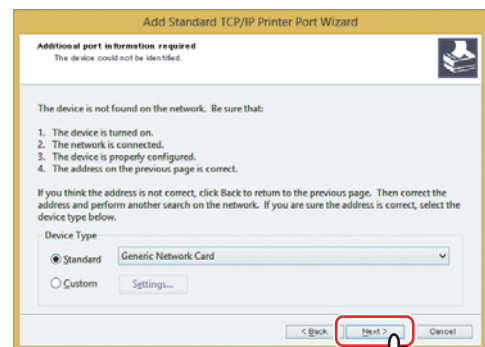 Add Standard TCP/IP Printer Port Wizard
Additional port information required
The device could not be identified.
The device is not found on the network. Be sure that:
1. The device is turned on.
2. The network is connected.
3. The device is properly configured.
4. The address on the previous page is correct.
If you think the address is not correct, click Back to return to the previous page. Then correct the
address and perform another search on the network. If you are sure the address is correct, select the
device type below.
Device Type
Standard Generic Network Card
Custom Settings...
< Back Next > Cancel